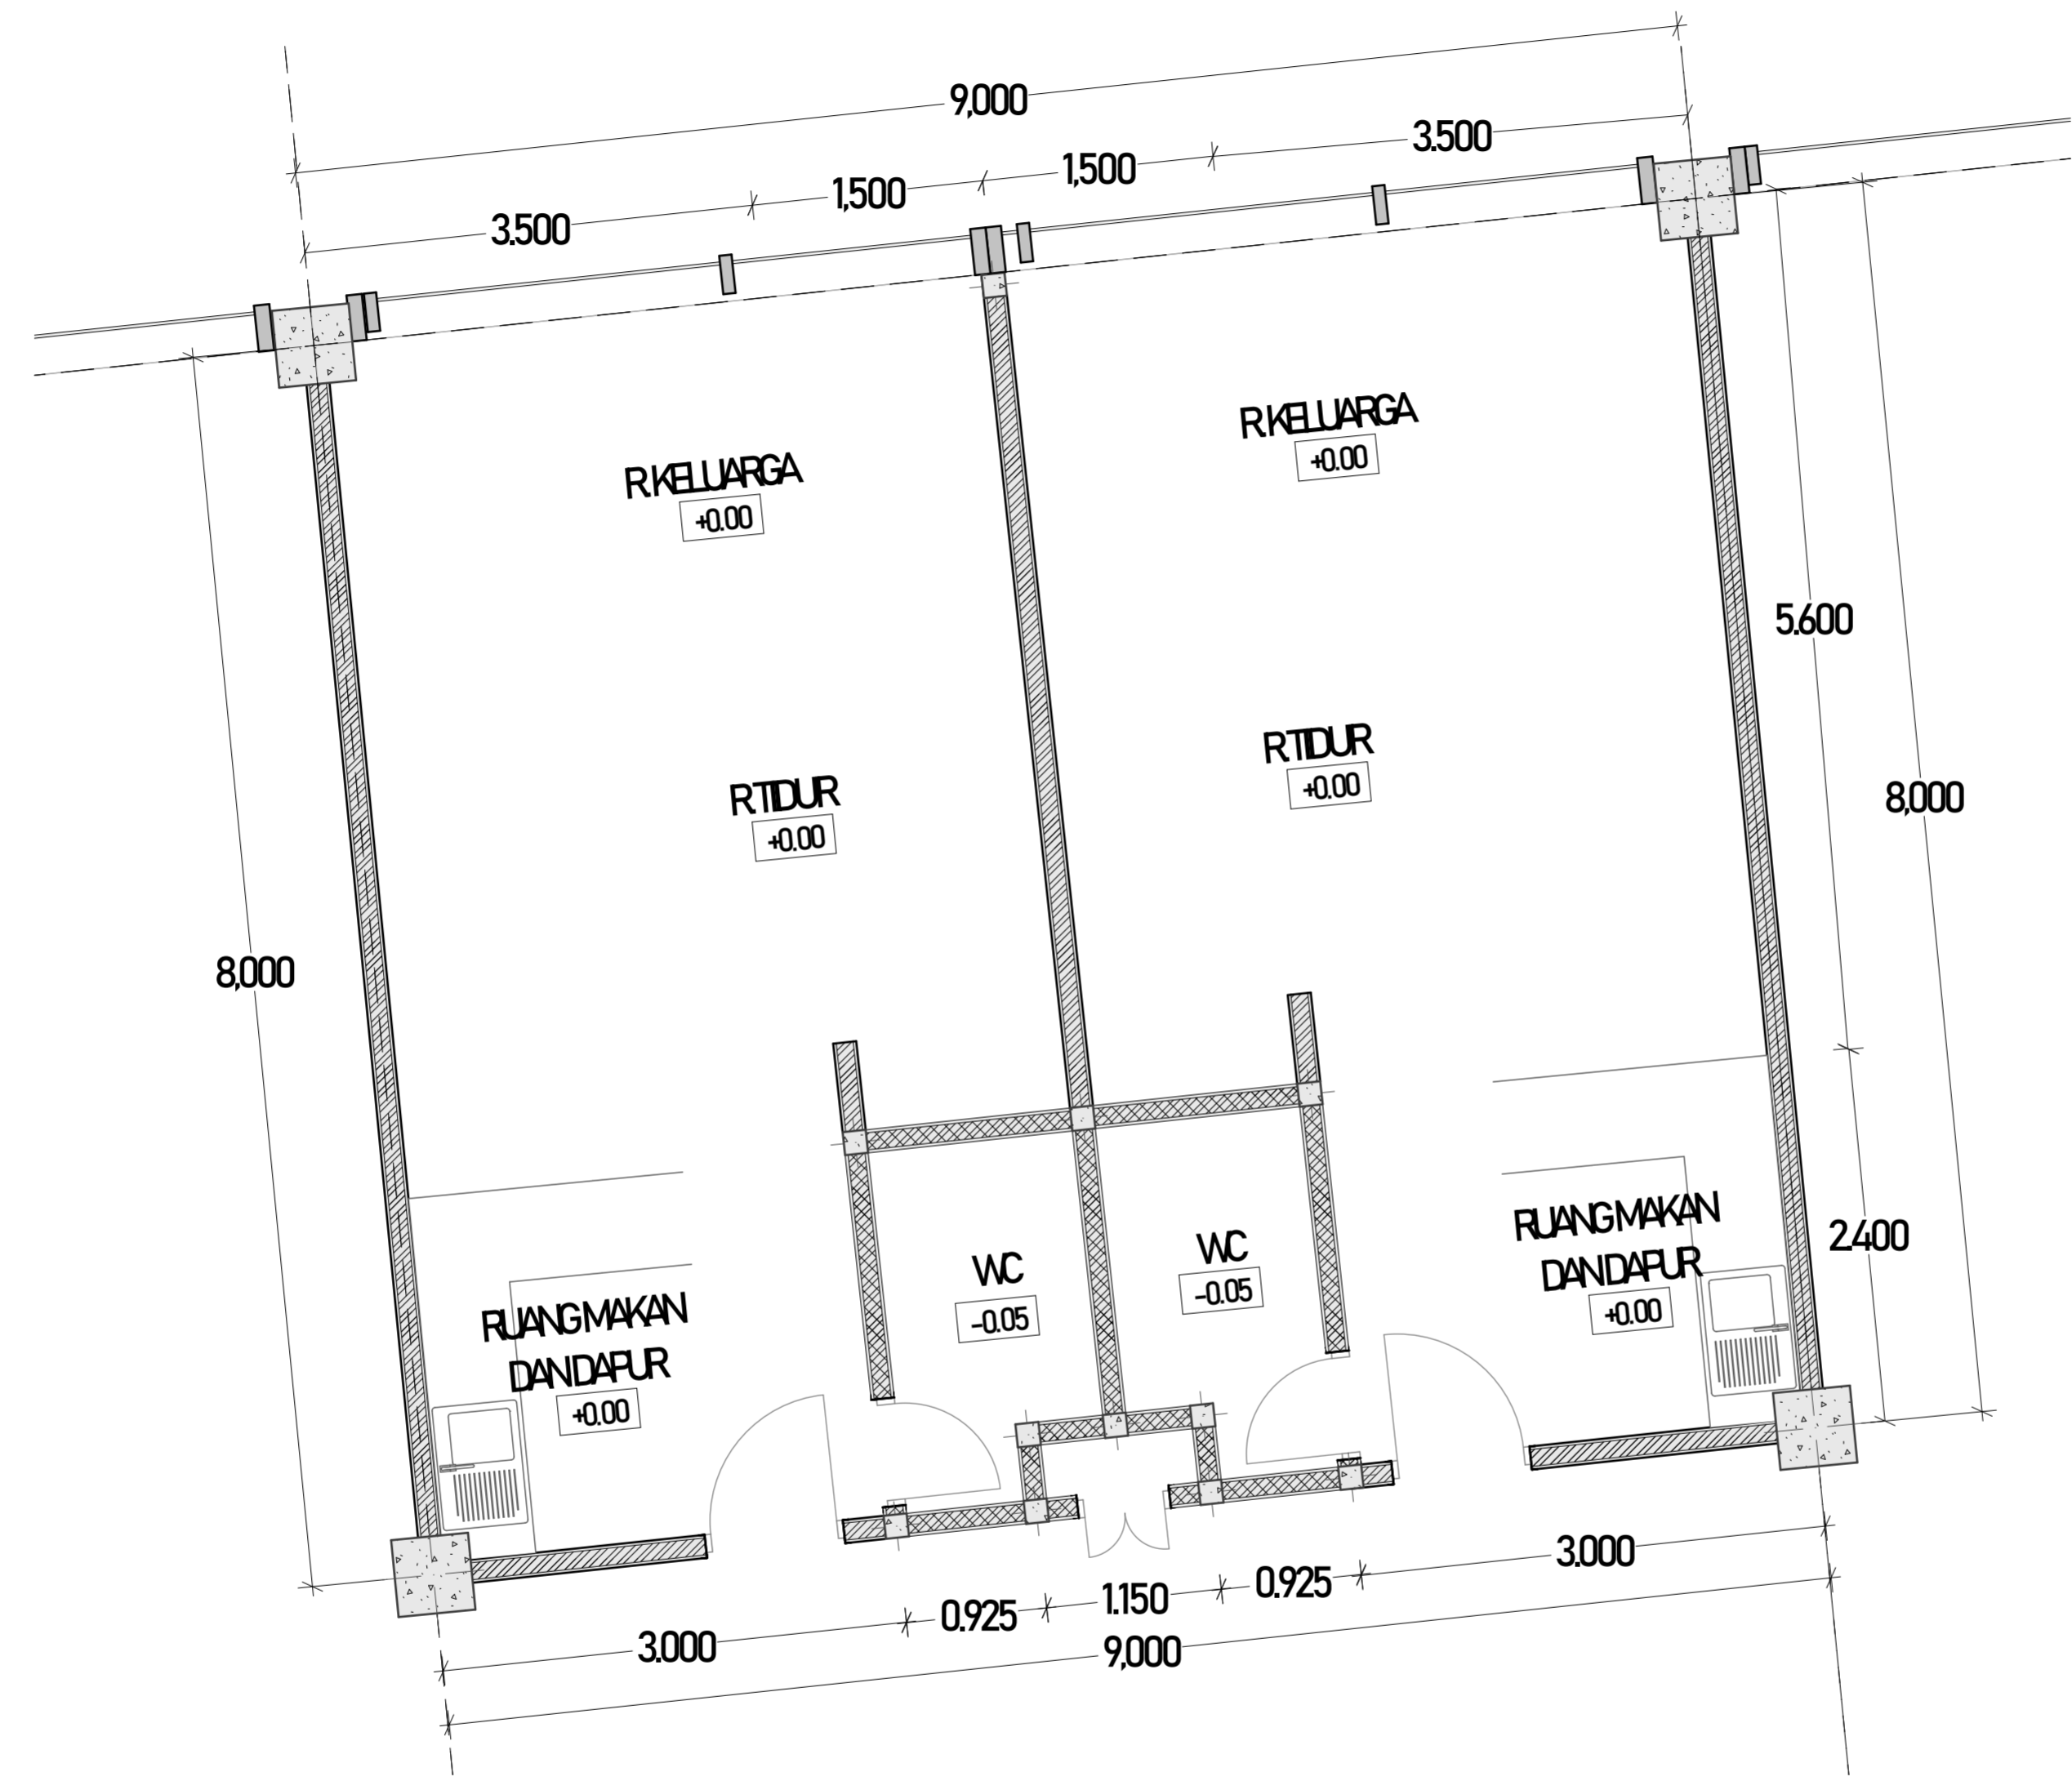 9,000
3.500
1,500
1,500
3.500
R.KELUARGA
+0.00
R.KELUARGA
+0.00
5.600
R.TIDUR
+0.00
R.TIDUR
+0.00
8,000
8,000
RUANG MAKAN
DAN DAPUR
+0.00
WC
-0.05
WC
-0.05
RUANG MAKAN
DAN DAPUR
+0.00
2.400
3.000
0.925
1.150
0.925
3.000
9,000